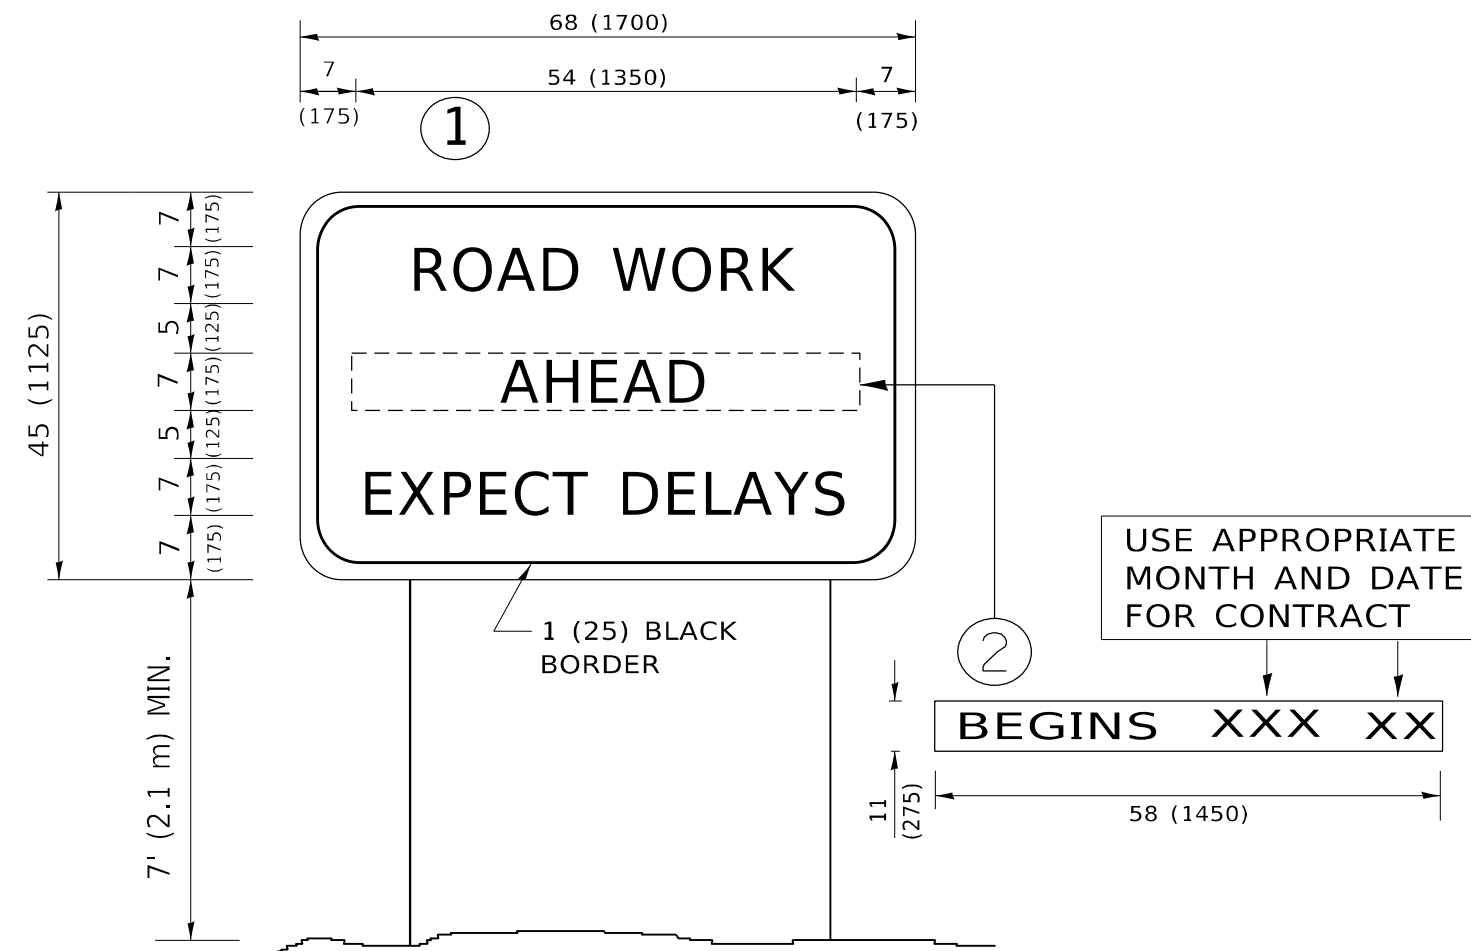 68 (1700)
7
54 (1350)
7
(175)
(175)
1
7
(175)
7
(175)
5
(125)
7
(175)
5
(125)
7
(175)
7
(175)
45 (1125)
ROAD WORK
AHEAD
EXPECT DELAYS
1 (25) BLACK
BORDER
7' (2.1 m) MIN.
USE APPROPRIATE
MONTH AND DATE
FOR CONTRACT
2
BEGINS XXX XX
11
(275)
58 (1450)